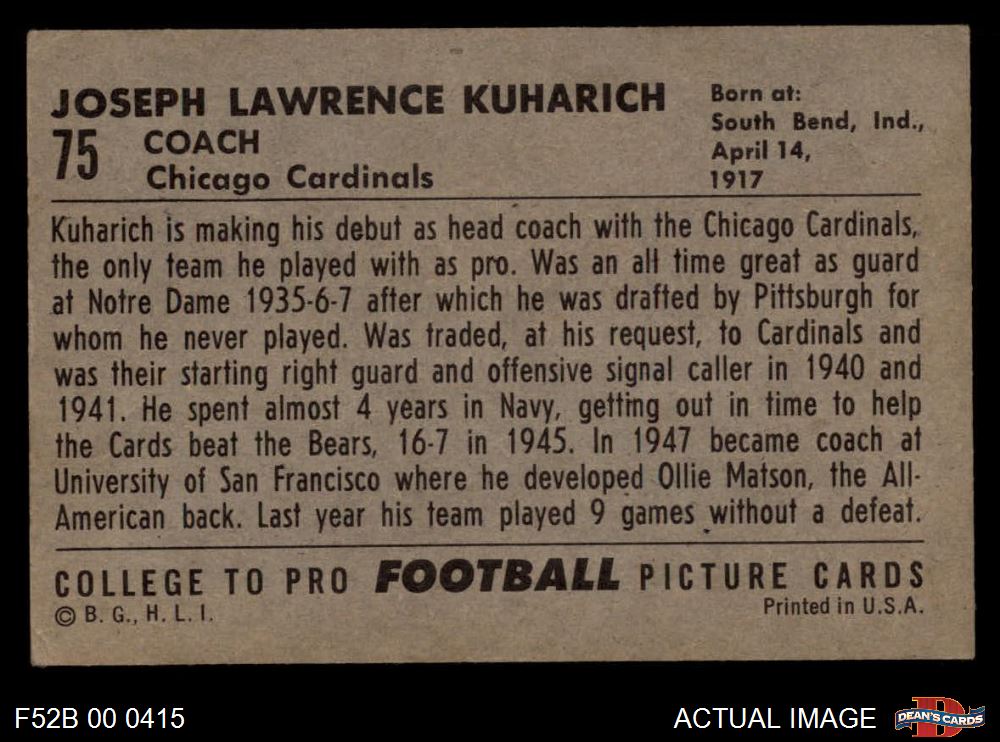 JOSEPH LAWRENCE KUHARICH
75 COACH
Chicago Cardinals
Born at:
South Bend, Ind.,
April 14,
1917
Kuharich is making his debut as head coach with the Chicago Cardinals,
the only team he played with as pro. Was an all time great as guard
at Notre Dame 1935-6-7 after which he was drafted by Pittsburgh for
whom he never played. Was traded, at his request, to Cardinals and
was their starting right guard and offensive signal caller in 1940 and
1941. He spent almost 4 years in Navy, getting out in time to help
the Cards beat the Bears, 16-7 in 1945. In 1947 became coach at
University of San Francisco where he developed Ollie Matson, the All-
American back. Last year his team played 9 games without a defeat.
COLLEGE TO PRO FOOTBALL PICTURE CARDS
© B. G., H. L. I.
Printed in U.S.A.
F52B 00 0415
ACTUAL IMAGE
DEAN'S CARDS